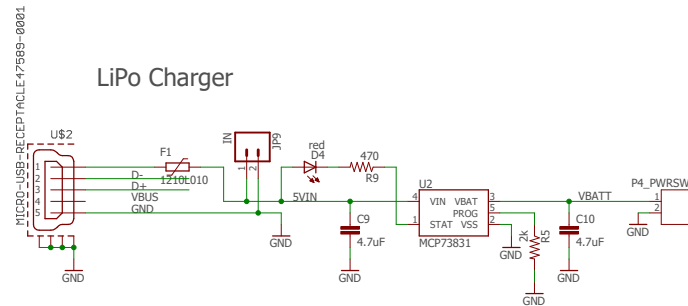 MICRO-USB-RECEPTACLE47589-0001
LiPo Charger
U$2
1
2
3
4
5
D-
D+
VBUS
GND
GND
F1
1210L010
IN
JP9
1
2
GND
red
D4
470
R9
5VIN
C9
4.7uF
GND
U2
4
VIN
VBAT
3
PROG
5
1
STAT
VSS
2
MCP73831
GND
2k
R5
GND
VBATT
C10
4.7uF
GND
P4_PWRSW
1
2
GND